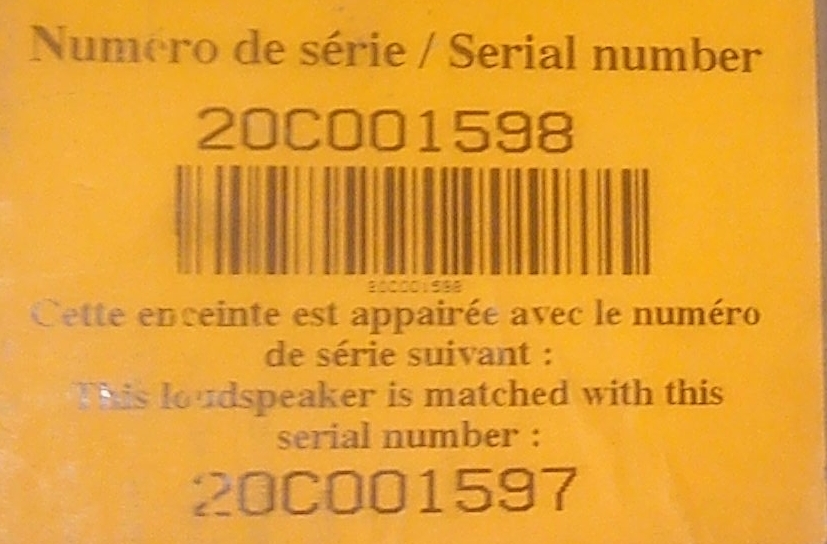 Numéro de série / Serial number
20C001598
20C001598
Cette enceinte est appairée avec le numéro
de série suivant :
This loudspeaker is matched with this
serial number :
20C001597